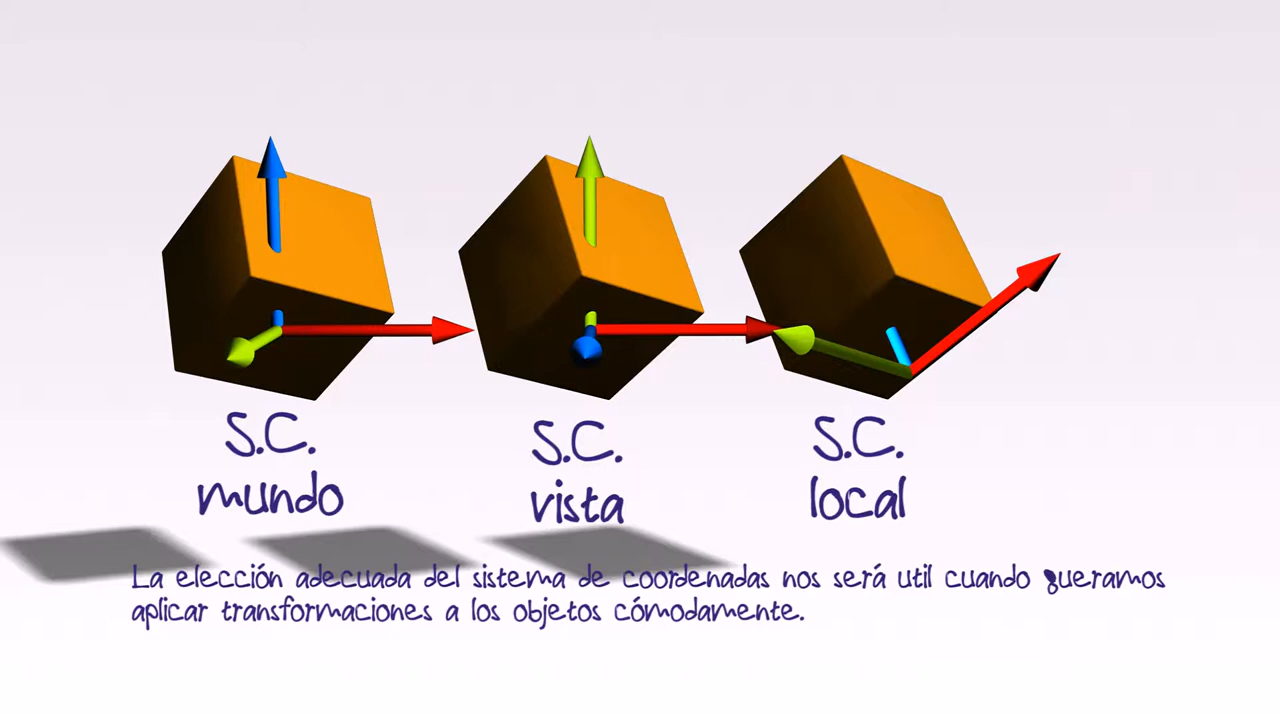 S.C.
mundo
S.C.
vista
S.C.
local
La elección adecuada del sistema de coordenadas nos será util cuando queramos
aplicar transformaciones a los objetos cómodamente.